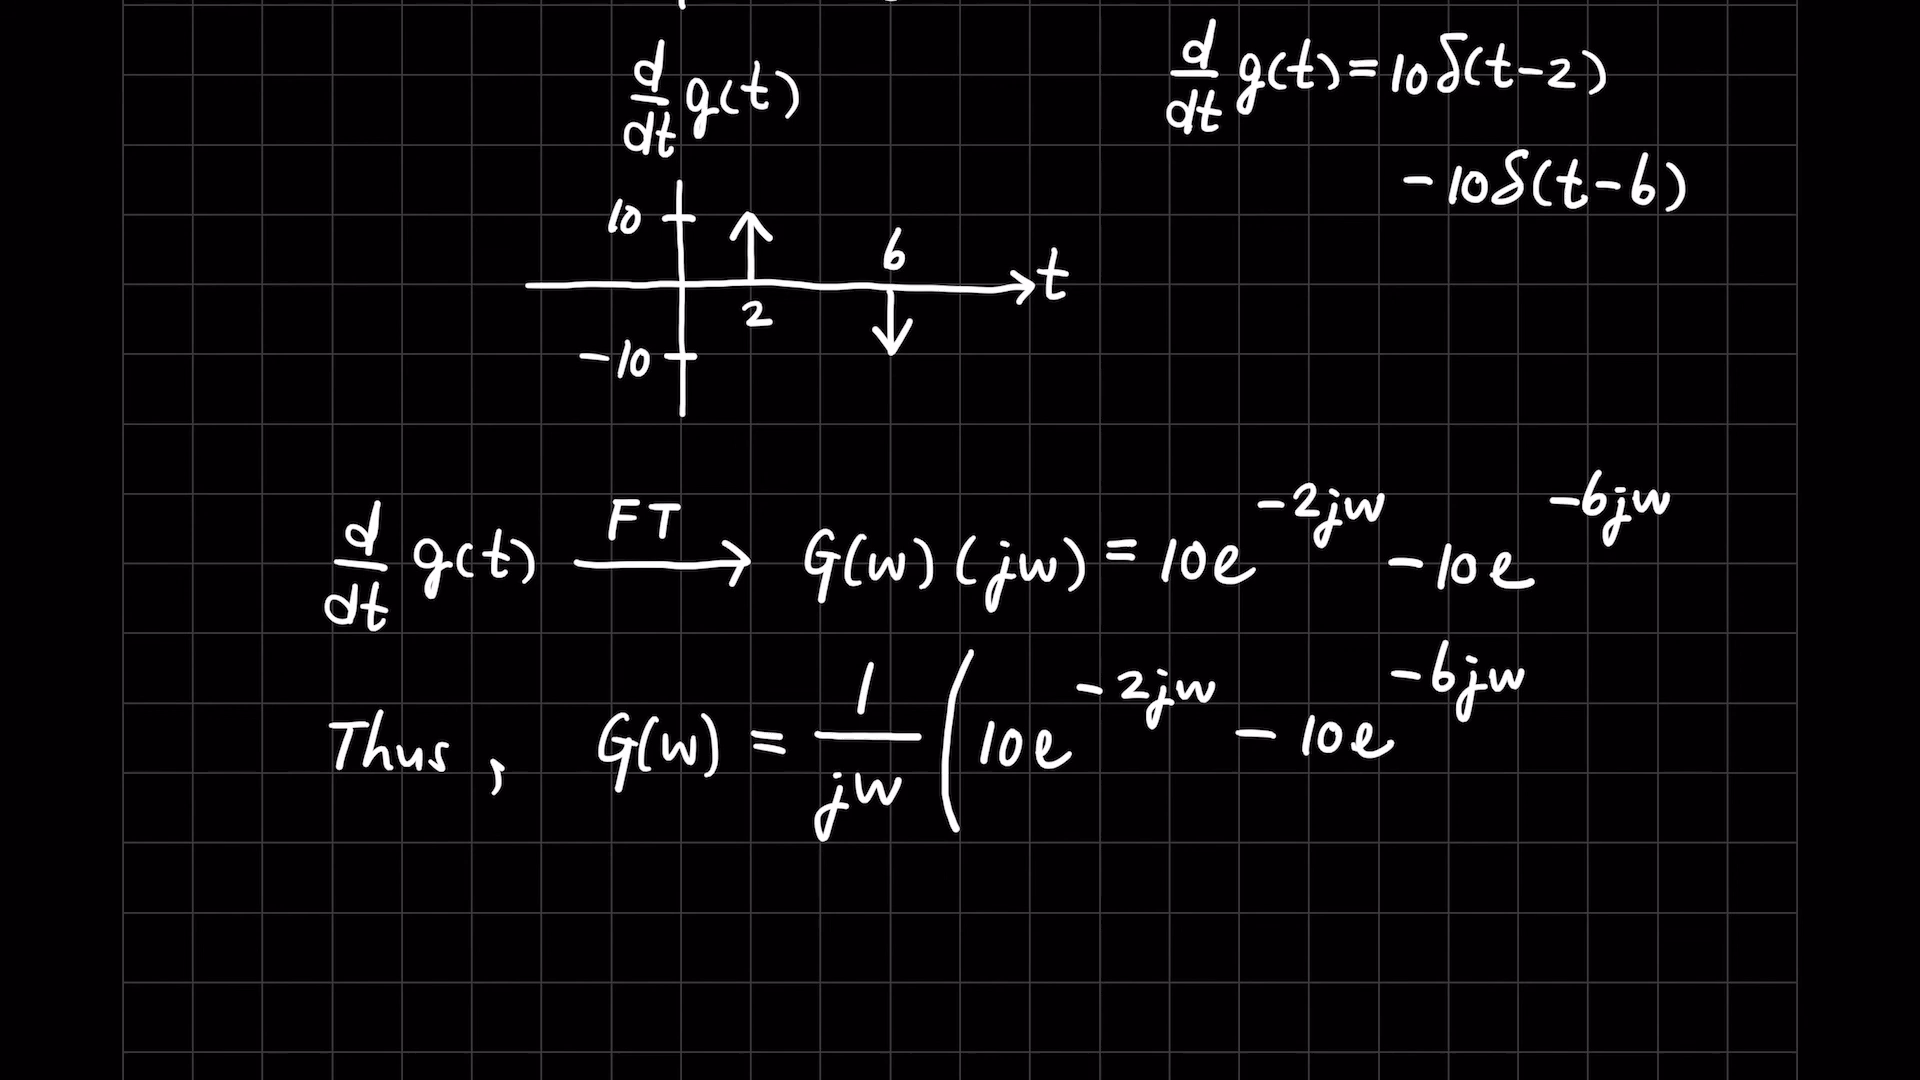 d/dt g(t)
d/dt g(t) = 10δ(t-2)
-10δ(t-6)
10
6
t
2
-10
d/dt g(t) FT → G(w)(jw) = 10e^{-2jw} - 10e^{-6jw}
Thus, G(w) = 1/jw (10e^{-2jw} - 10e^{-6jw}